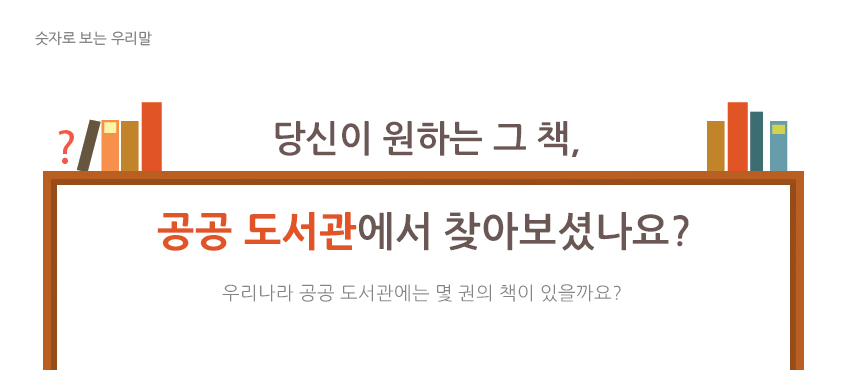 숫자로 보는 우리말
?
당신이 원하는 그 책,
공공 도서관에서 찾아보셨나요?
우리나라 공공 도서관에는 몇 권의 책이 있을까요?